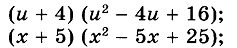 (u + 4) (u² − 4u + 16);
(x + 5) (x² − 5x + 25);